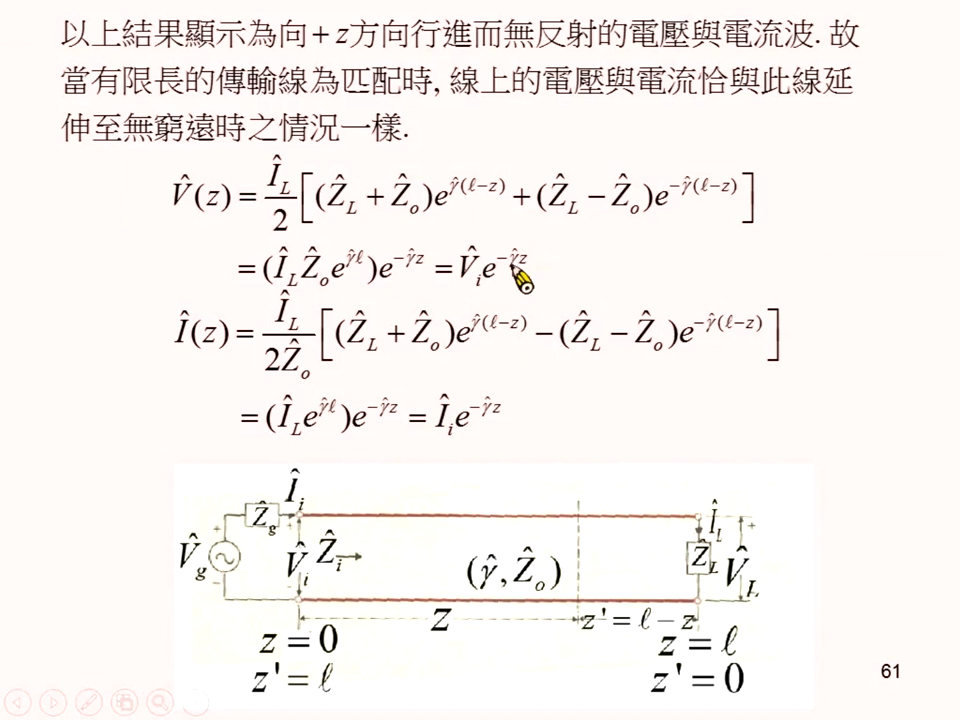 以上結果顯示為向+ z方向行進而無反射的電壓與電流波. 故
當有限長的傳輸線為匹配時, 線上的電壓與電流恰與此線延
伸至無窮遠時之情況一樣.
V̂(z) = Î_L/2 [(Ẑ_L + Ẑ_o)e^{γ̂(ℓ−z)} + (Ẑ_L − Ẑ_o)e^{−γ̂(ℓ−z)}]
= (Î_L Ẑ_o e^{γ̂ℓ})e^{−γ̂z} = V̂_i e^{−γ̂z}
Î(z) = Î_L/2Ẑ_o [(Ẑ_L + Ẑ_o)e^{γ̂(ℓ−z)} − (Ẑ_L − Ẑ_o)e^{−γ̂(ℓ−z)}]
= (Î_L e^{γ̂ℓ})e^{−γ̂z} = Î_i e^{−γ̂z}
Î_i
Ẑ_g
Î_L
V̂_g
+
−
+
−
V̂_i
Ẑ_i
(γ̂, Ẑ_o)
Ẑ_L
+
−
V̂_L
z
z' = ℓ − z
z = 0
z = ℓ
z' = ℓ
z' = 0
61